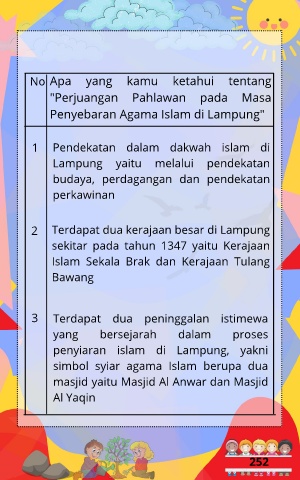 No Apa yang kamu ketahui tentang
"Perjuangan Pahlawan pada Masa
Penyebaran Agama Islam di Lampung"
1 Pendekatan dalam dakwah islam di
Lampung yaitu melalui pendekatan
budaya, perdagangan dan pendekatan
perkawinan
2 Terdapat dua kerajaan besar di Lampung
sekitar pada tahun 1347 yaitu Kerajaan
Islam Sekala Brak dan Kerajaan Tulang
Bawang
3 Terdapat dua peninggalan istimewa
yang bersejarah dalam proses
penyiaran islam di Lampung, yakni
simbol syiar agama Islam berupa dua
masjid yaitu Masjid Al Anwar dan Masjid
Al Yaqin
252